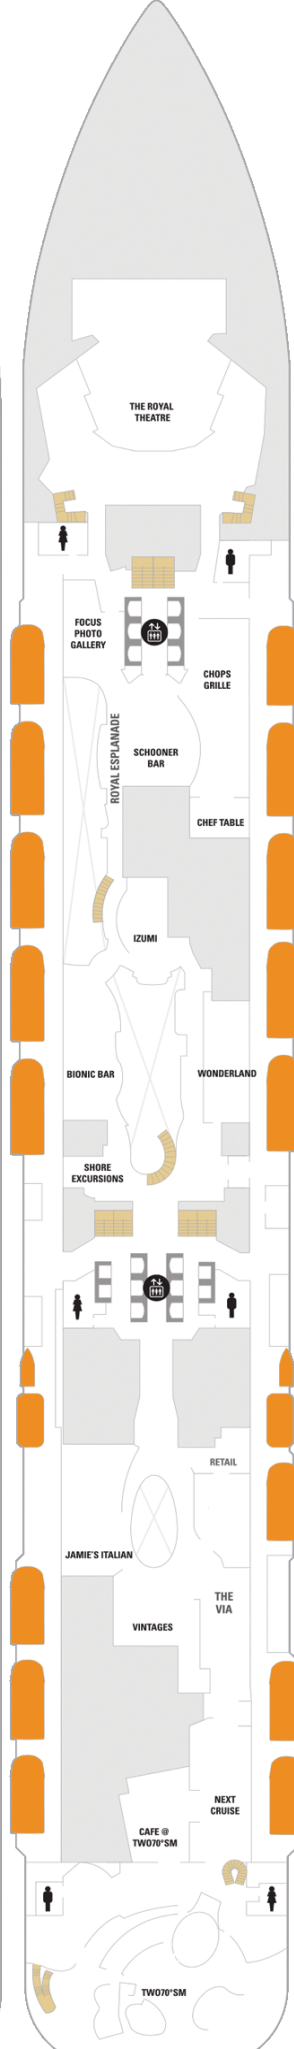 THE ROYAL
THEATRE
FOCUS
PHOTO
GALLERY
CHOPS
GRILLE
ROYAL ESPLANADE
SCHOONER
BAR
CHEF TABLE
IZUMI
BIONIC BAR
WONDERLAND
SHORE
EXCURSIONS
RETAIL
JAMIE'S ITALIAN
THE
VIA
VINTAGES
NEXT
CRUISE
CAFE @
TWO70°SM
TWO70°SM